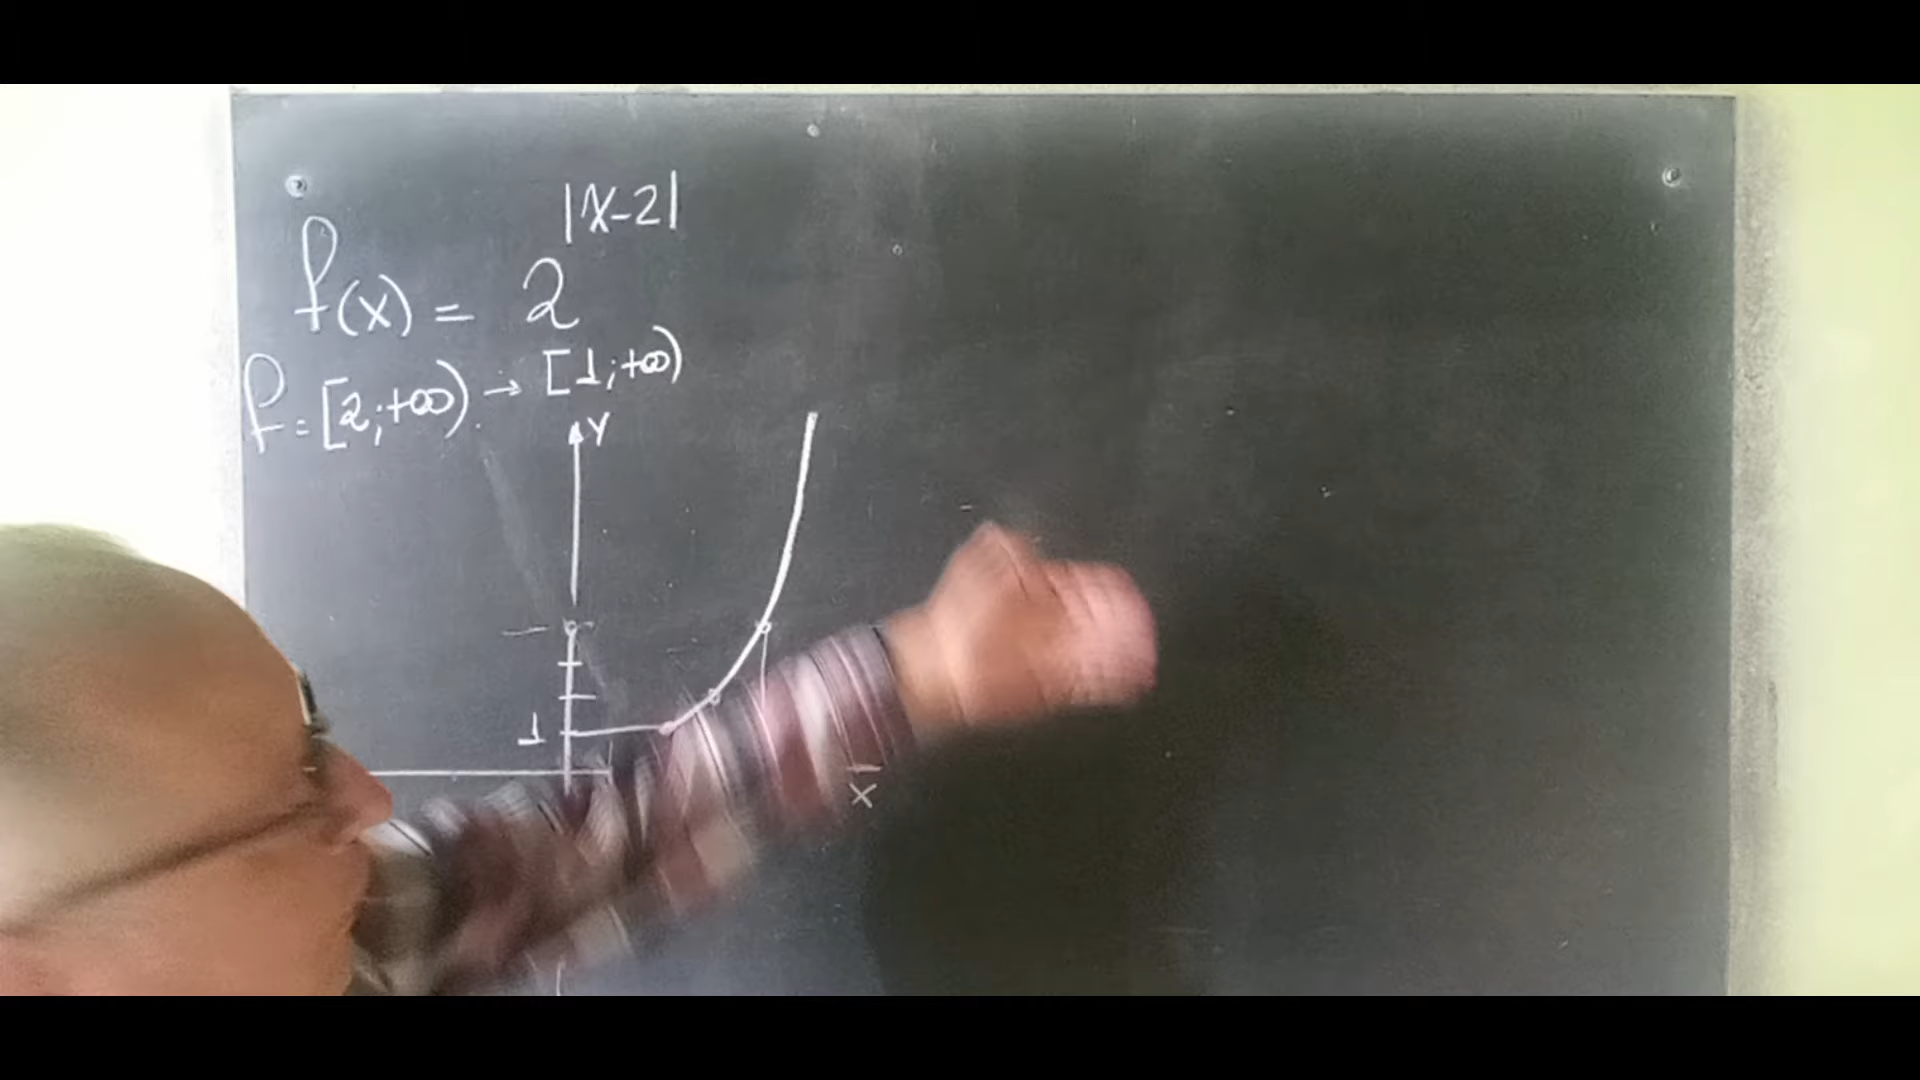 |x-2|
f(x) = 2
f = [2;+∞) → [1;+∞)
Y
1
x